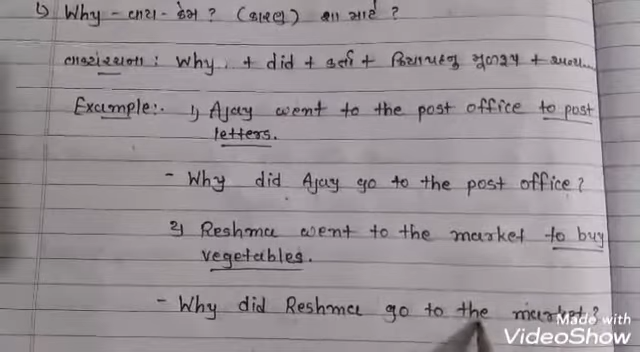 1) Why - વાય - કેમ? (કારણ) શા માટે?
વાક્યરચના: Why + did + કર્તા + ક્રિયાપદનું મૂળરૂપ +
Example:- 1) Ajay went to the post office to post
letters.
- Why did Ajay go to the post office?
2) Reshma went to the market to buy
vegetables.
- Why did Reshma go to the market?
Made with
VideoShow